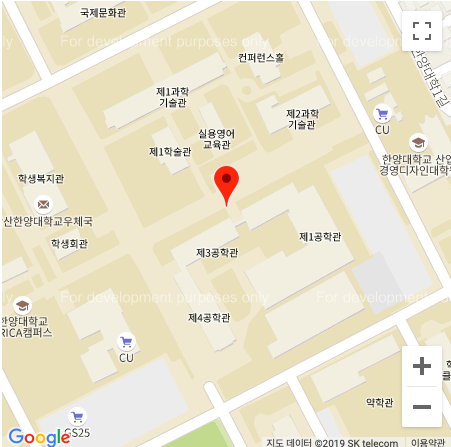 국제문화관
For development purposes only
For developm
컨퍼런스홀
한양대학1길
제1과학
기술관
제2과학
기술관
CU
실용영어
교육관
제1학술관
한양대학교 산업
경영디자인대학원
학생복지관
산한양대학교우체국
학생회관
제1공학관
제3공학관
For development purposes only
For developm
제4공학관
한양대학교
RICA캠퍼스
CU
약학관
GS25
Google
지도 데이터 ©2019 SK telecom
이용약관